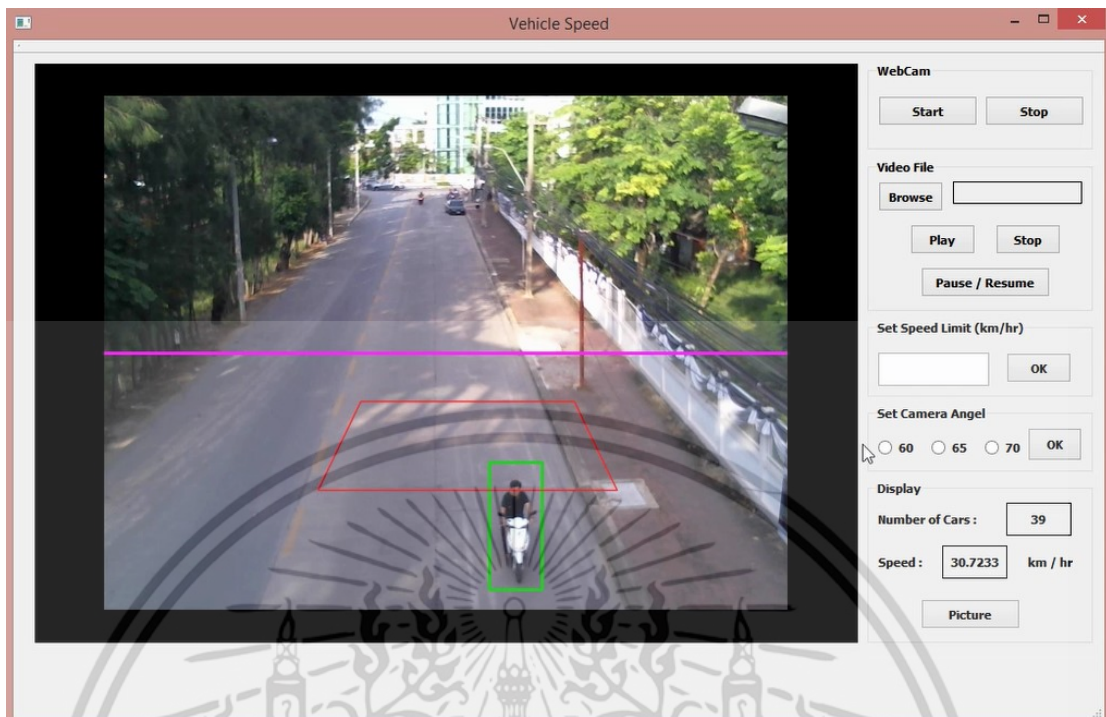 Vehicle Speed
WebCam
Start Stop
Video File
Browse
Play Stop
Pause / Resume
Set Speed Limit (km/hr)
OK
Set Camera Angel
60 65 70 OK
Display
Number of Cars : 39
Speed : 30.7233 km / hr
Picture